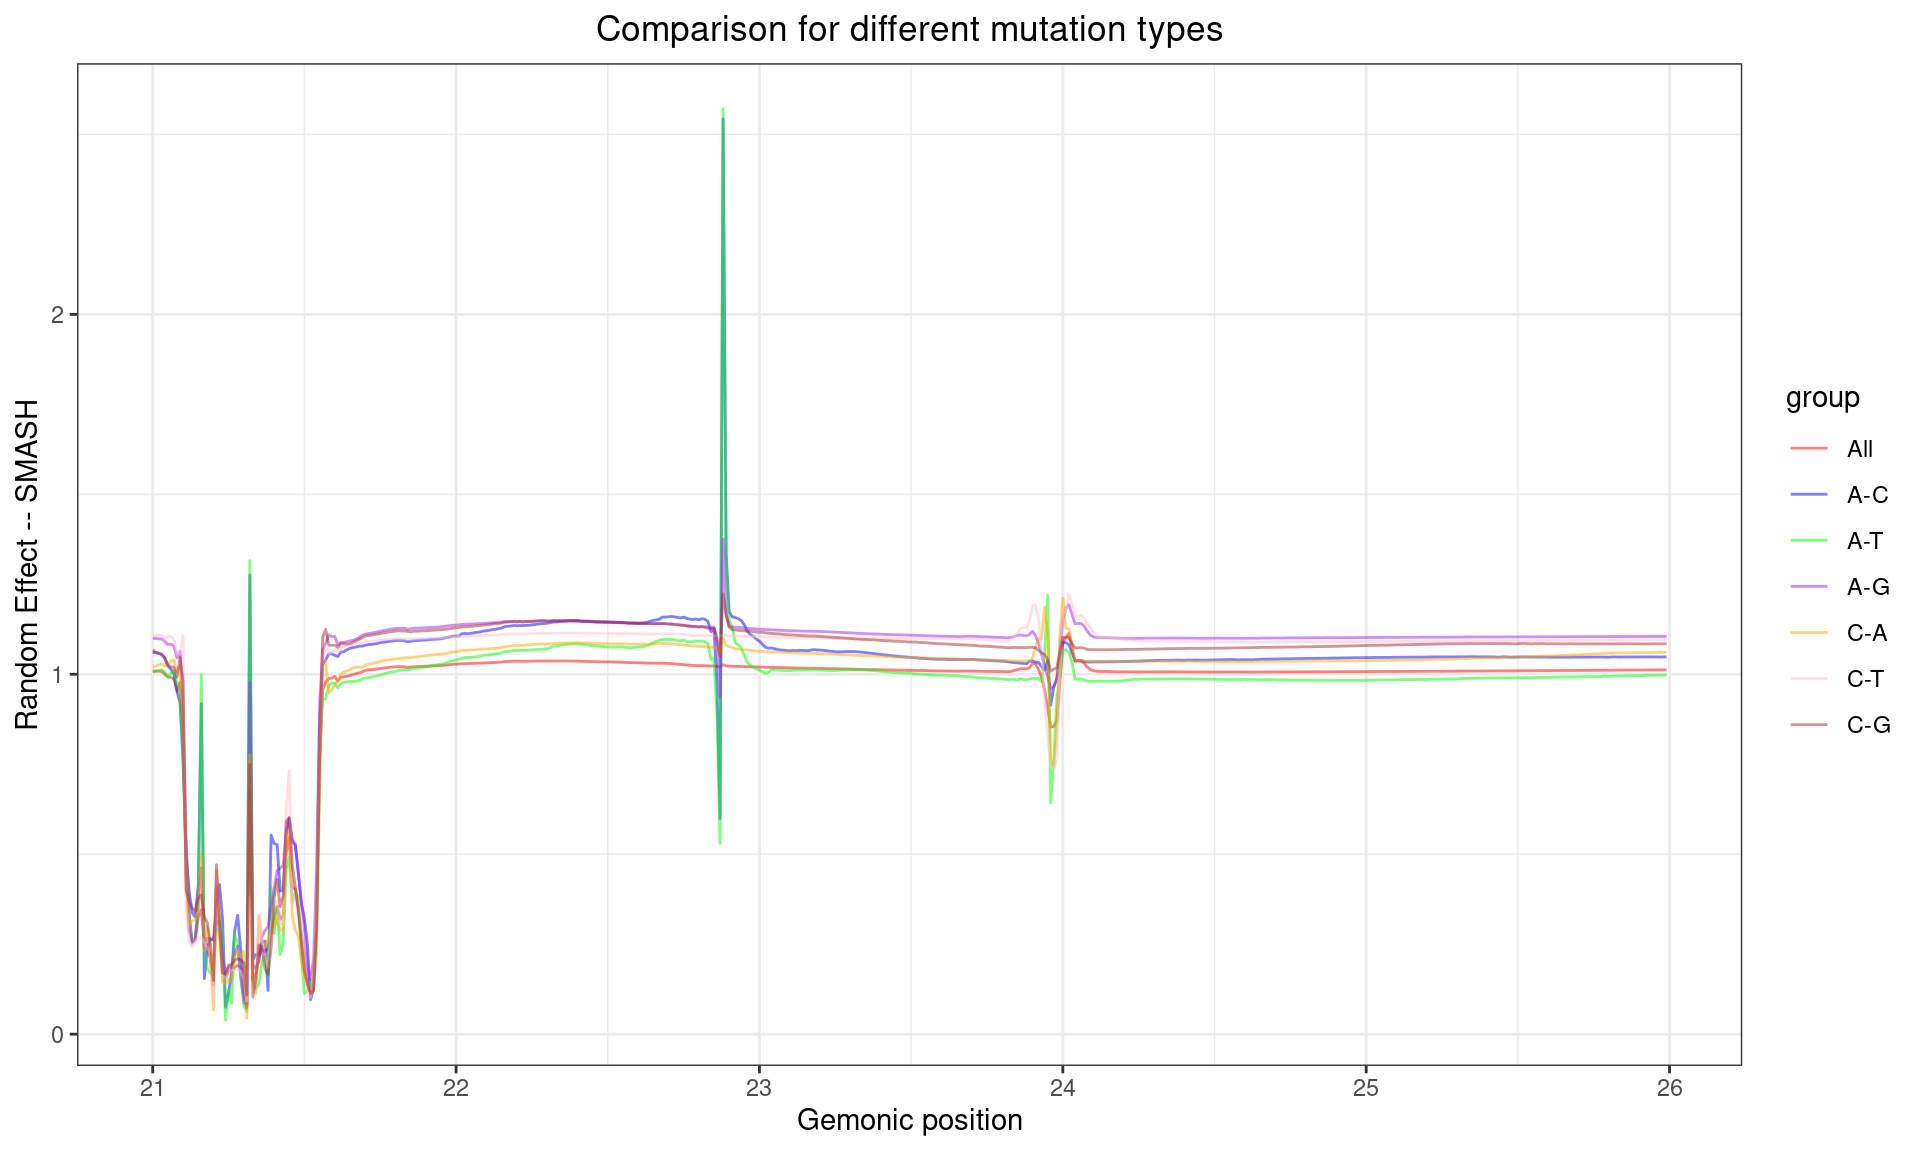 Comparison for different mutation types
Random Effect -- SMASH
2
1
0
21 22 23 24 25 26
Gemonic position
group
All
A-C
A-T
A-G
C-A
C-T
C-G